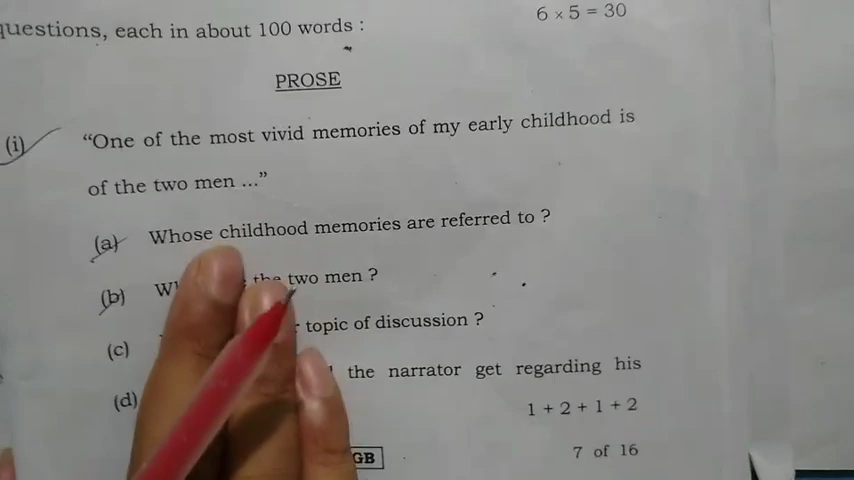 questions, each in about 100 words :
6 × 5 = 30
PROSE
(i) "One of the most vivid memories of my early childhood is
of the two men ..."
(a) Whose childhood memories are referred to ?
(b) the two men ?
(c) topic of discussion ?
(d) the narrator get regarding his
1 + 2 + 1 + 2
GB
7 of 16